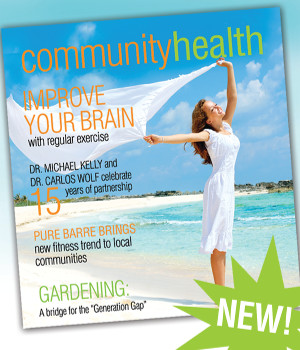 communityhealth
IMPROVE
YOUR BRAIN
with regular exercise
DR. MICHAEL KELLY and
DR. CARLOS WOLF celebrate
15 years of partnership
PURE BARRE BRINGS
new fitness trend to local
communities
GARDENING:
A bridge for the "Generation Gap"
NEW!